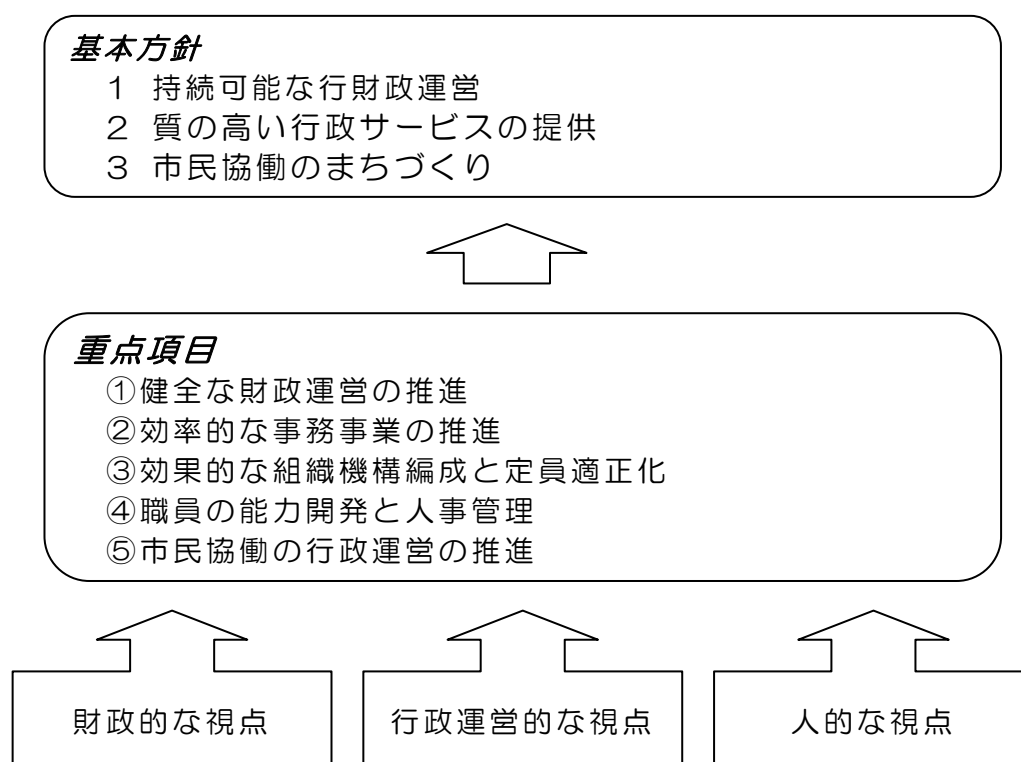 基本方針
１ 持続可能な行財政運営
２ 質の高い行政サービスの提供
３ 市民協働のまちづくり
重点項目
①健全な財政運営の推進
②効率的な事務事業の推進
③効果的な組織機構編成と定員適正化
④職員の能力開発と人事管理
⑤市民協働の行政運営の推進
財政的な視点
行政運営的な視点
人的な視点